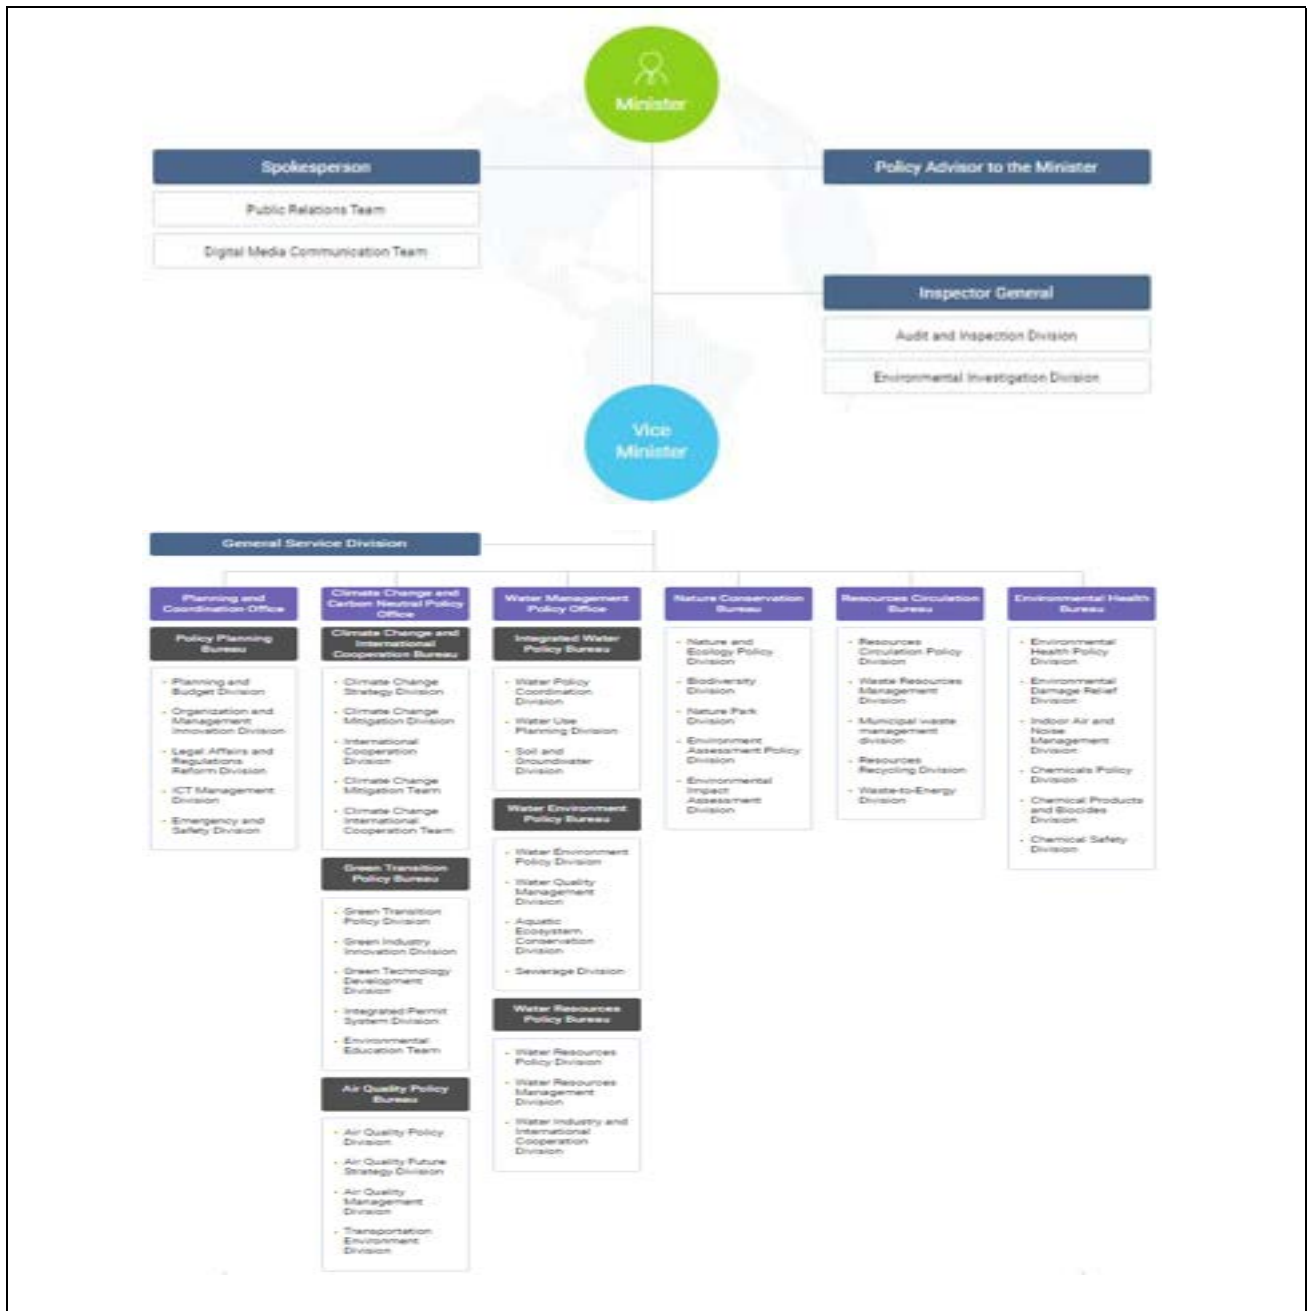 Minister
Spokesperson
Public Relations Team
Digital Media Communication Team
Policy Advisor to the Minister
Inspector General
Audit and Inspection Division
Environmental Investigation Division
Vice
Minister
General Service Division
Planning and
Coordination Office
Policy Planning
Bureau
Planning and
Budget Division
Organization and
Management
Innovation Division
Legal Affairs and
Regulations
Reform Division
ICT Management
Division
Emergency and
Safety Division
Climate Change and
Carbon Neutral Policy
Office
Climate Change and
International
Cooperation Bureau
Climate Change
Strategy Division
Climate Change
Mitigation Division
International
Cooperation
Division
Climate Change
Mitigation Team
Climate Change
International
Cooperation Team
Green Transition
Policy Bureau
Green Transition
Policy Division
Green Industry
Innovation Division
Green Technology
Development
Division
Integrated Permit
System Division
Environmental
Education Team
Air Quality Policy
Bureau
Air Quality Policy
Division
Air Quality Future
Strategy Division
Air Quality
Management
Division
Transportation
Environment
Division
Water Management
Policy Office
Integrated Water
Policy Bureau
Water Policy
Coordination
Division
Water Use
Planning Division
Soil and
Groundwater
Division
Water Environment
Policy Bureau
Water Environment
Policy Division
Water Quality
Management
Division
Aquatic
Ecosystem
Conservation
Division
Sewerage Division
Water Resources
Policy Bureau
Water Resources
Policy Division
Water Resources
Management
Division
Water Industry and
International
Cooperation
Division
Nature Conservation
Bureau
Nature and
Ecology Policy
Division
Biodiversity
Division
Nature Park
Division
Environment
Assessment Policy
Division
Environmental
Impact
Assessment
Division
Resources Circulation
Bureau
Resources
Circulation Policy
Division
Waste Resources
Management
Division
Municipal waste
management
division
Resources
Recycling Division
Waste-to-Energy
Division
Environmental Health
Bureau
Environmental
Health Policy
Division
Environmental
Damage Relief
Division
Indoor Air and
Noise
Management
Division
Chemicals Policy
Division
Chemical Products
and Biocides
Division
Chemical Safety
Division